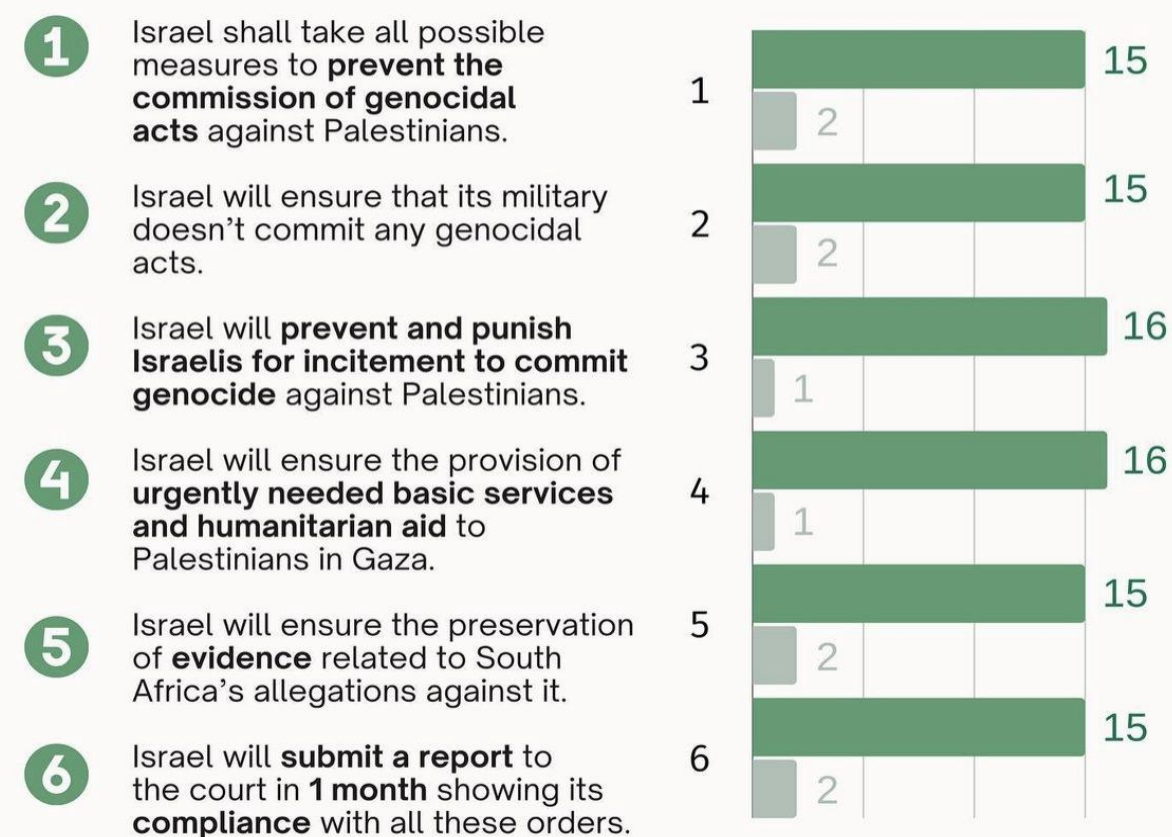 1
Israel shall take all possible
measures to prevent the
commission of genocidal
acts against Palestinians.
2
Israel will ensure that its military
doesn’t commit any genocidal
acts.
3
Israel will prevent and punish
Israelis for incitement to commit
genocide against Palestinians.
4
Israel will ensure the provision of
urgently needed basic services
and humanitarian aid to
Palestinians in Gaza.
5
Israel will ensure the preservation
of evidence related to South
Africa’s allegations against it.
6
Israel will submit a report to
the court in 1 month showing its
compliance with all these orders.
1
15
2
2
15
2
3
16
1
4
16
1
5
15
2
6
15
2